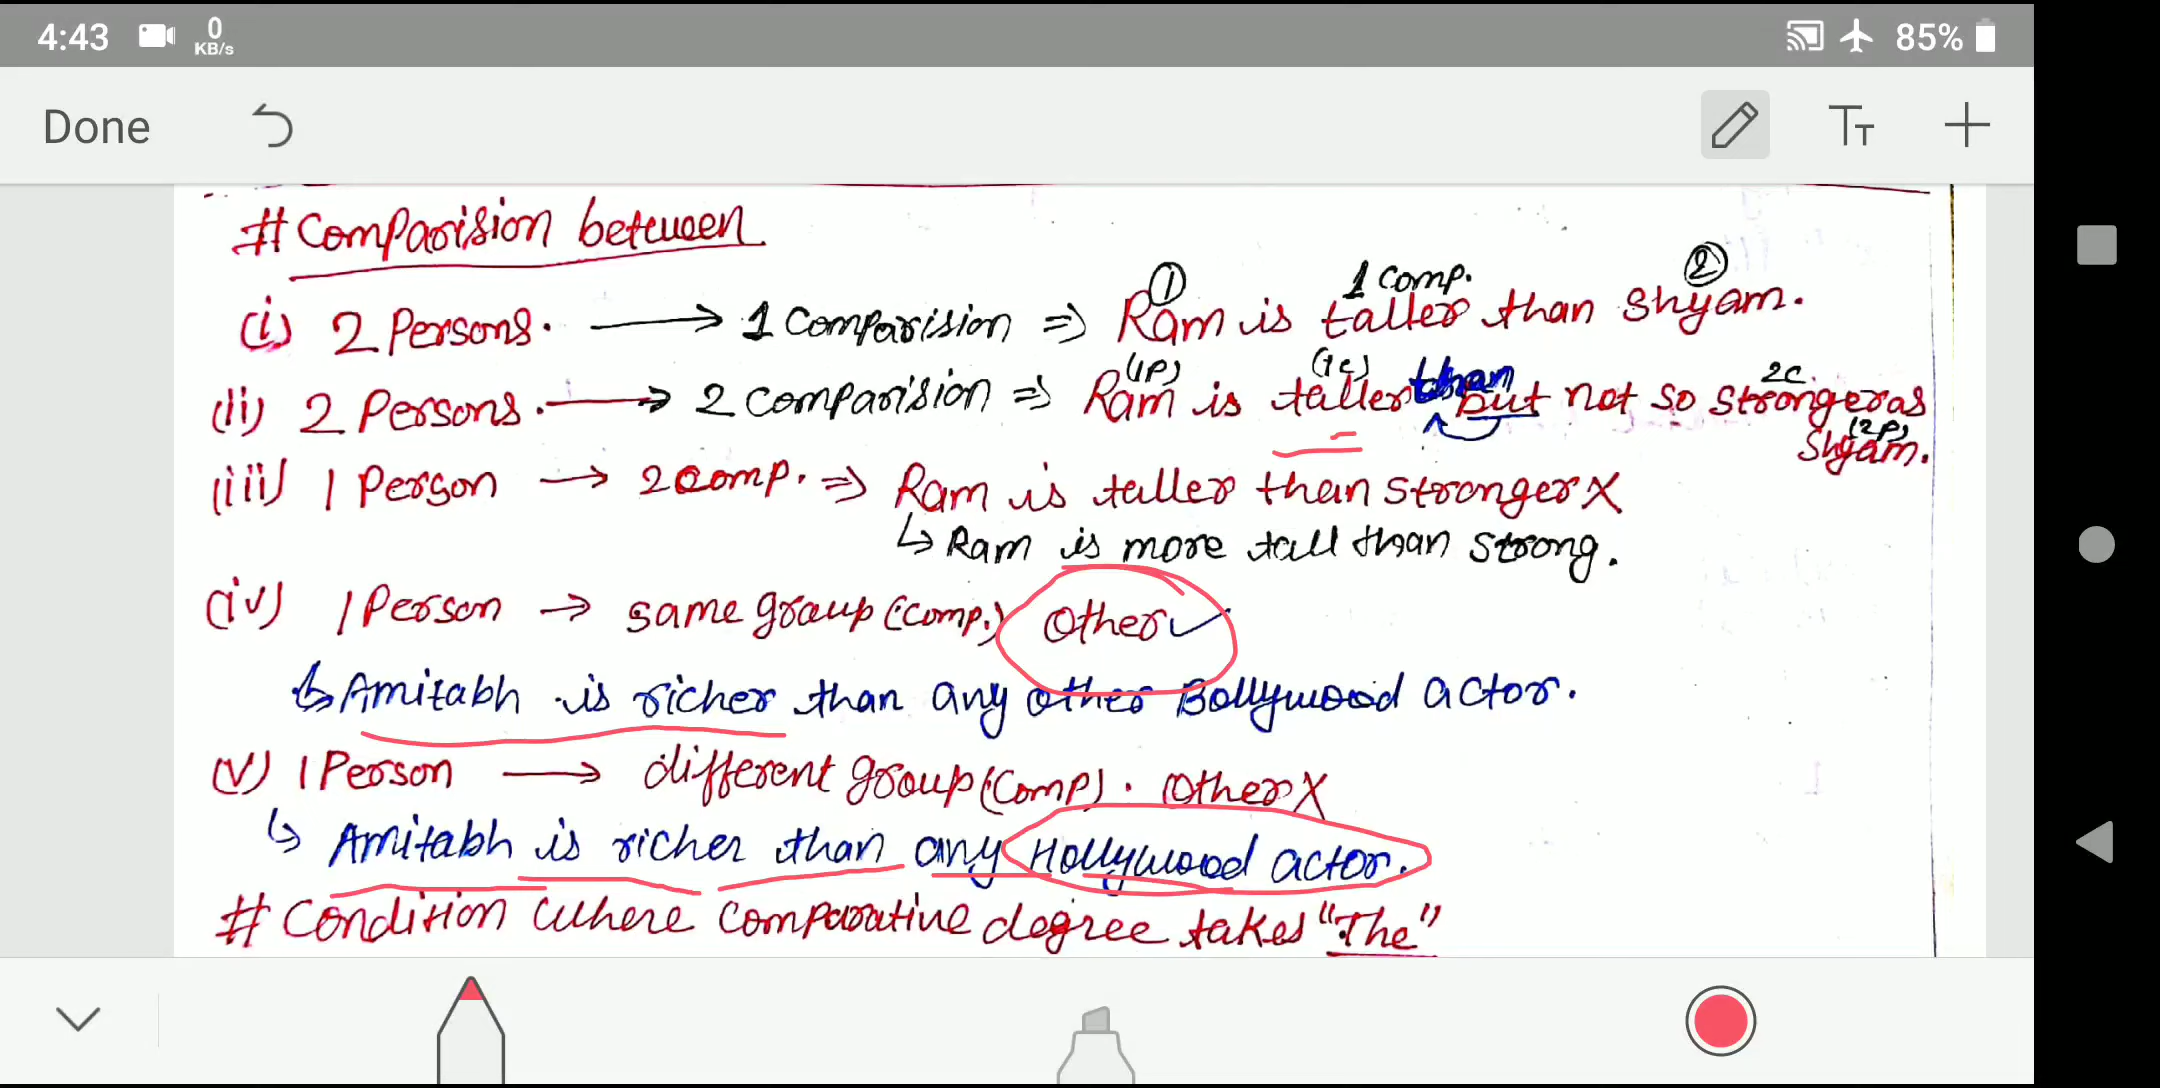 4:43 0 KB/s 85%
Done TT
# Comparision between
① 1 Comp. ②
(i) 2 Persons. → 1 Comparision ⇒ Ram is taller than Shyam.
(1P) (1C) than 2C
(ii) 2 Persons. → 2 comparision ⇒ Ram is taller but not so stronger as
(2P)
Shyam.
(iii) 1 Person → 2 comp. ⇒ Ram is taller than stronger X
↳ Ram is more tall than strong.
(iv) 1 Person → same group (comp.) Other ✓
↳ Amitabh is richer than any other Bollywood actor.
(v) 1 Person → different group (Comp). Other X
↳ Amitabh is richer than any Hollywood actor.
# Condition where comparative degree takes "The"